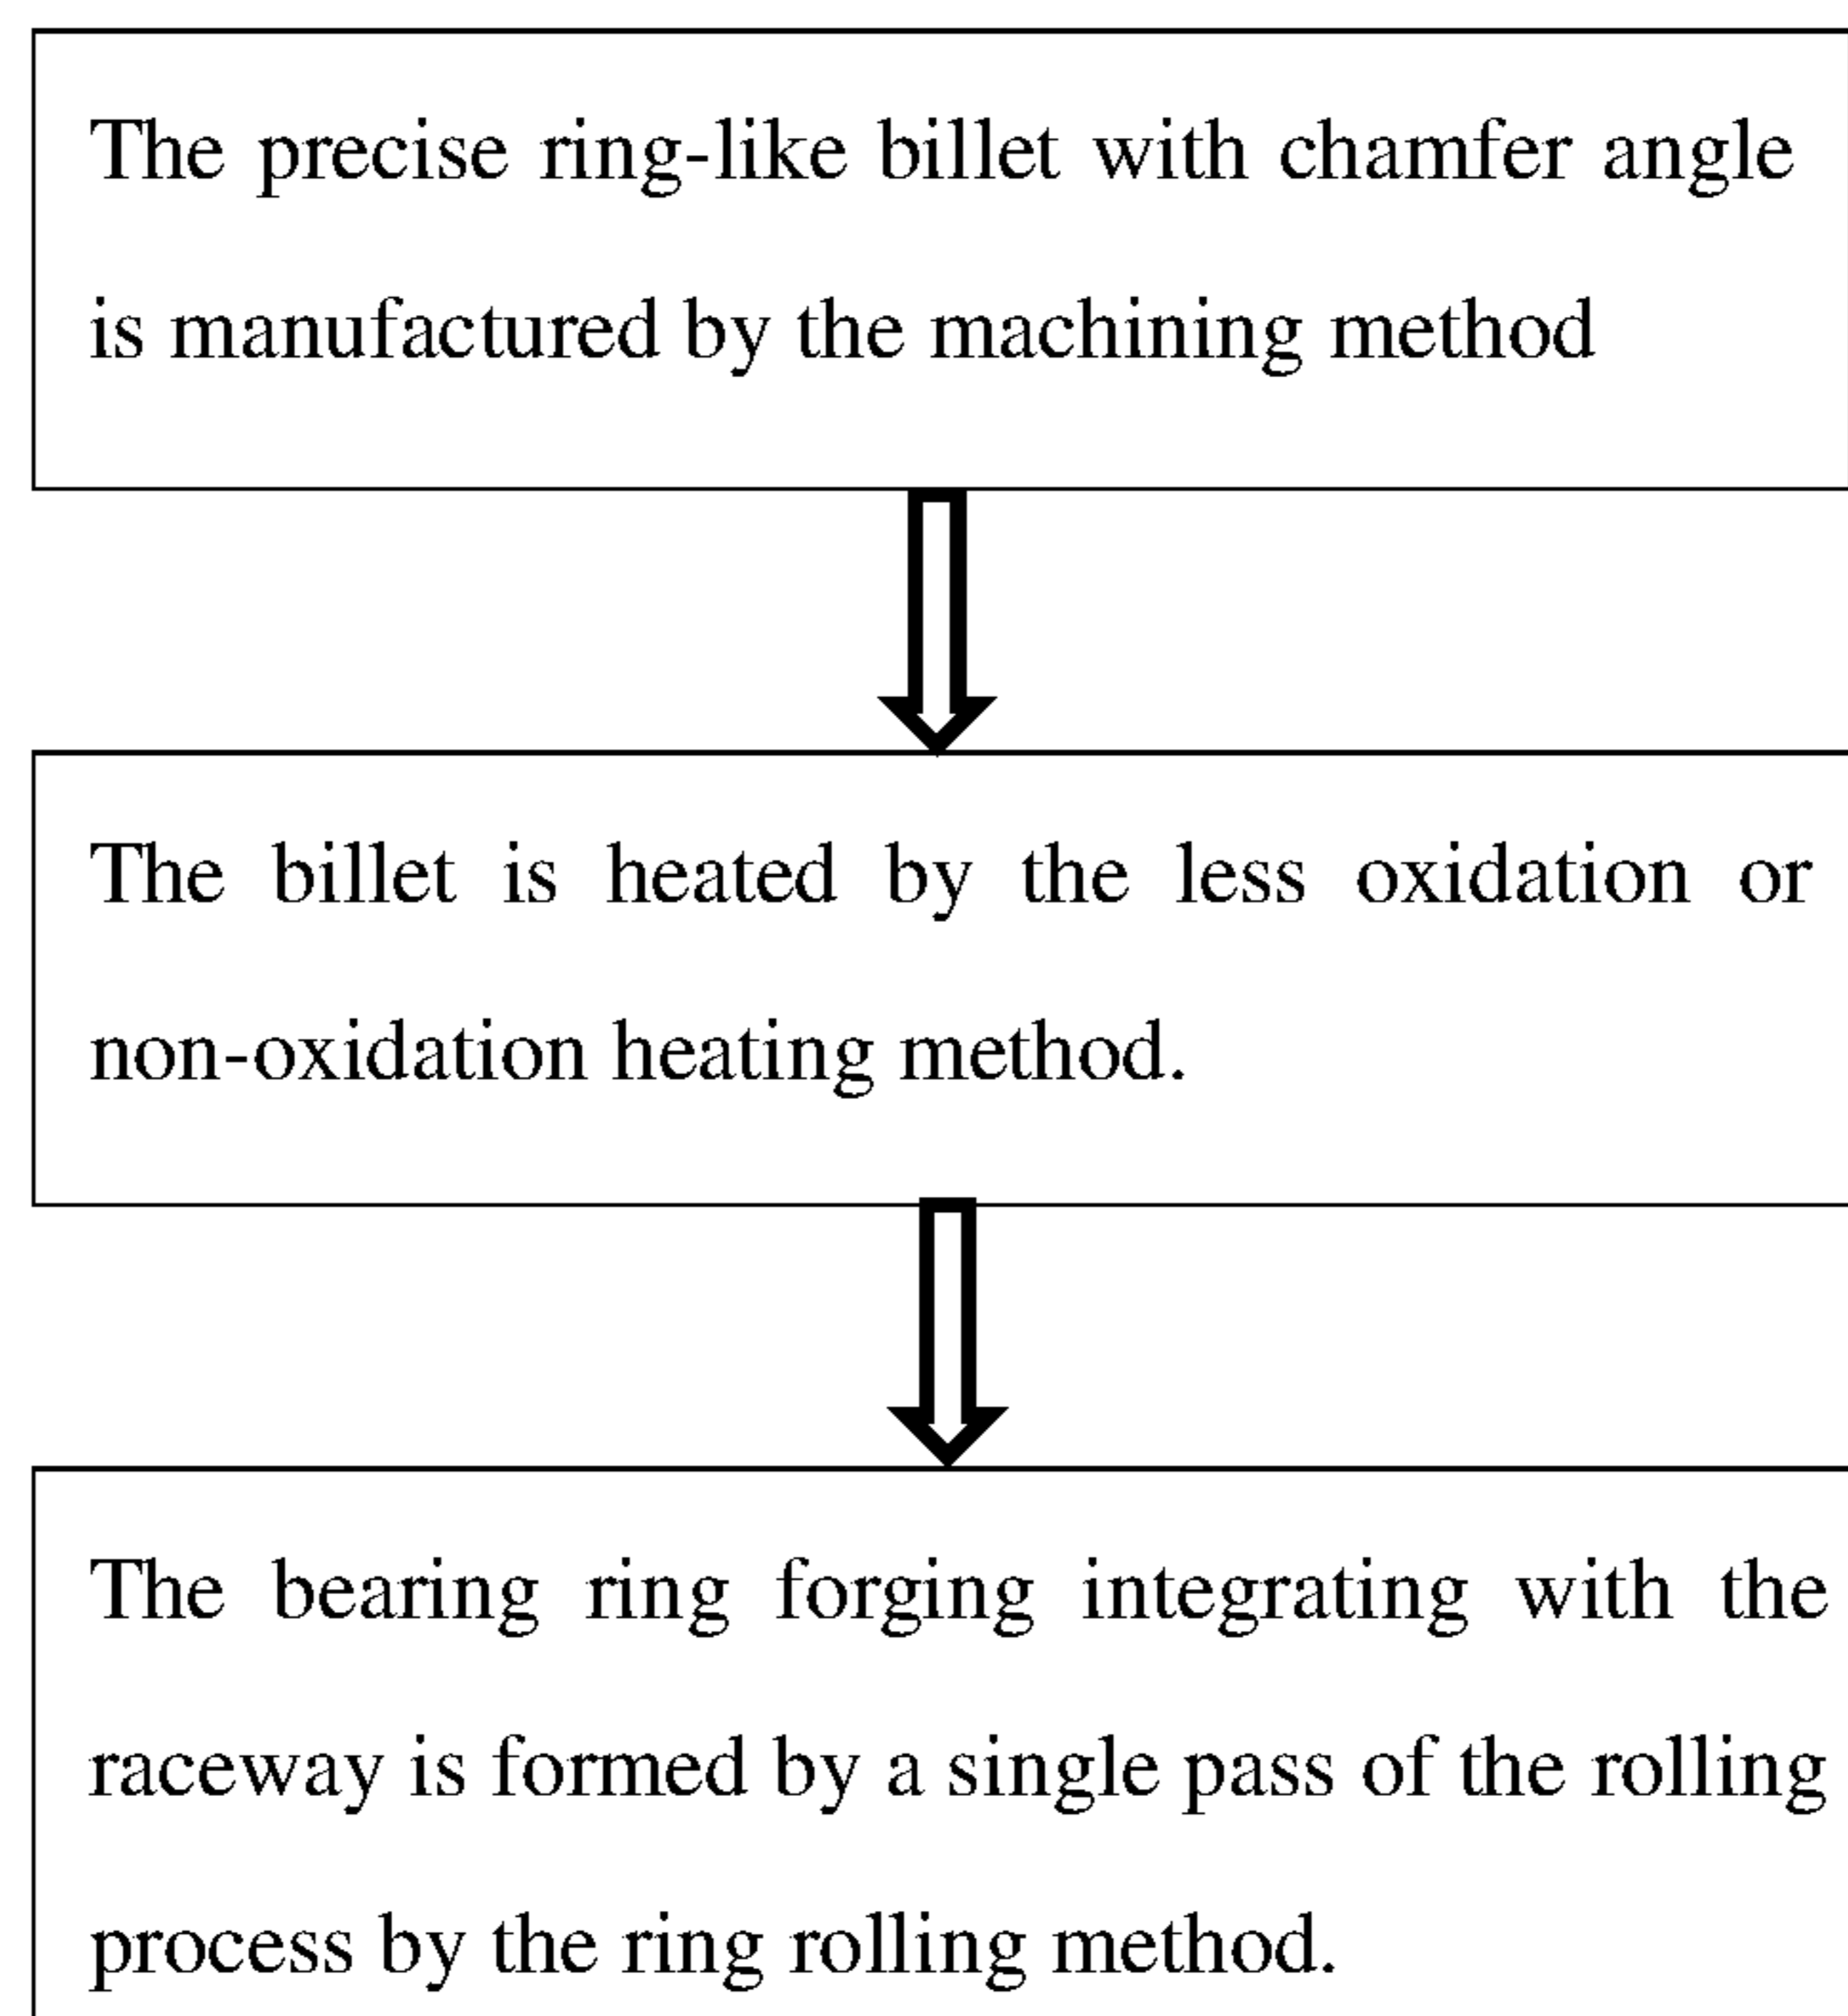 The precise ring-like billet with chamfer angle
is manufactured by the machining method
The billet is heated by the less oxidation or
non-oxidation heating method.
The bearing ring forging integrating with the
raceway is formed by a single pass of the rolling
process by the ring rolling method.